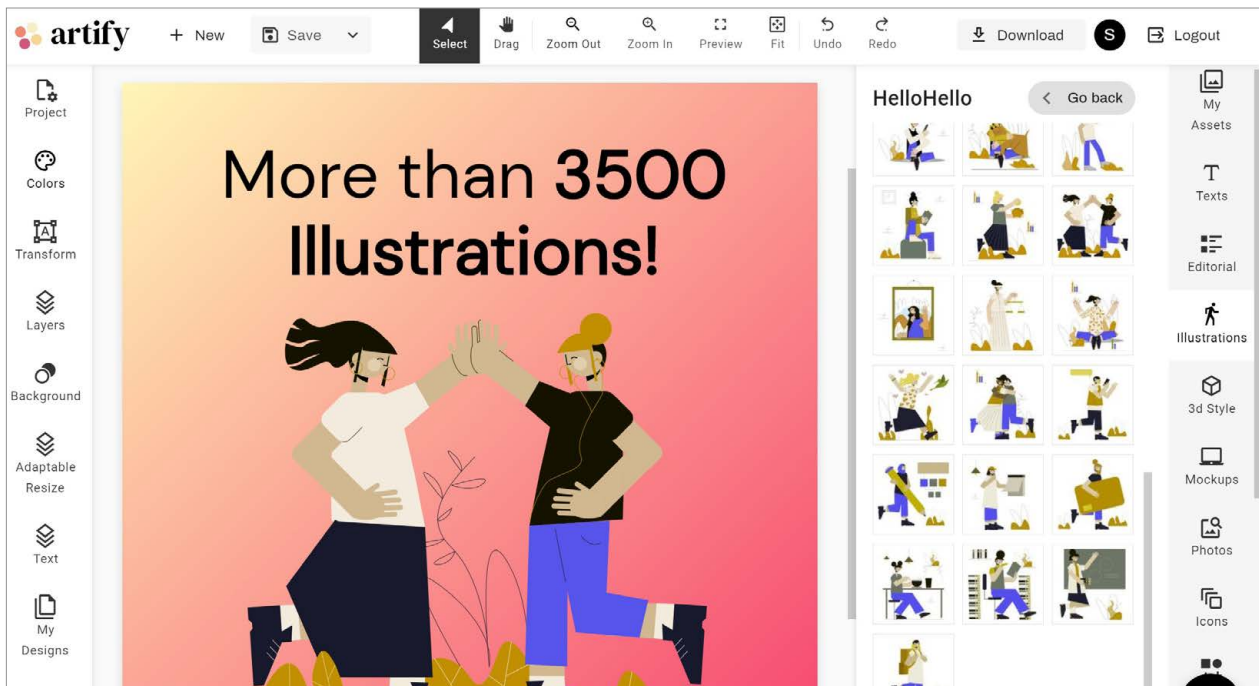 artify
New
Save
Select
Drag
Zoom Out
Zoom In
Preview
Fit
Undo
Redo
Download
S
Logout
Project
Colors
Transform
Layers
Background
Adaptable
Resize
Text
My
Designs
More than 3500
Illustrations!
HelloHello
Go back
My
Assets
Texts
Editorial
Illustrations
3d Style
Mockups
Photos
Icons